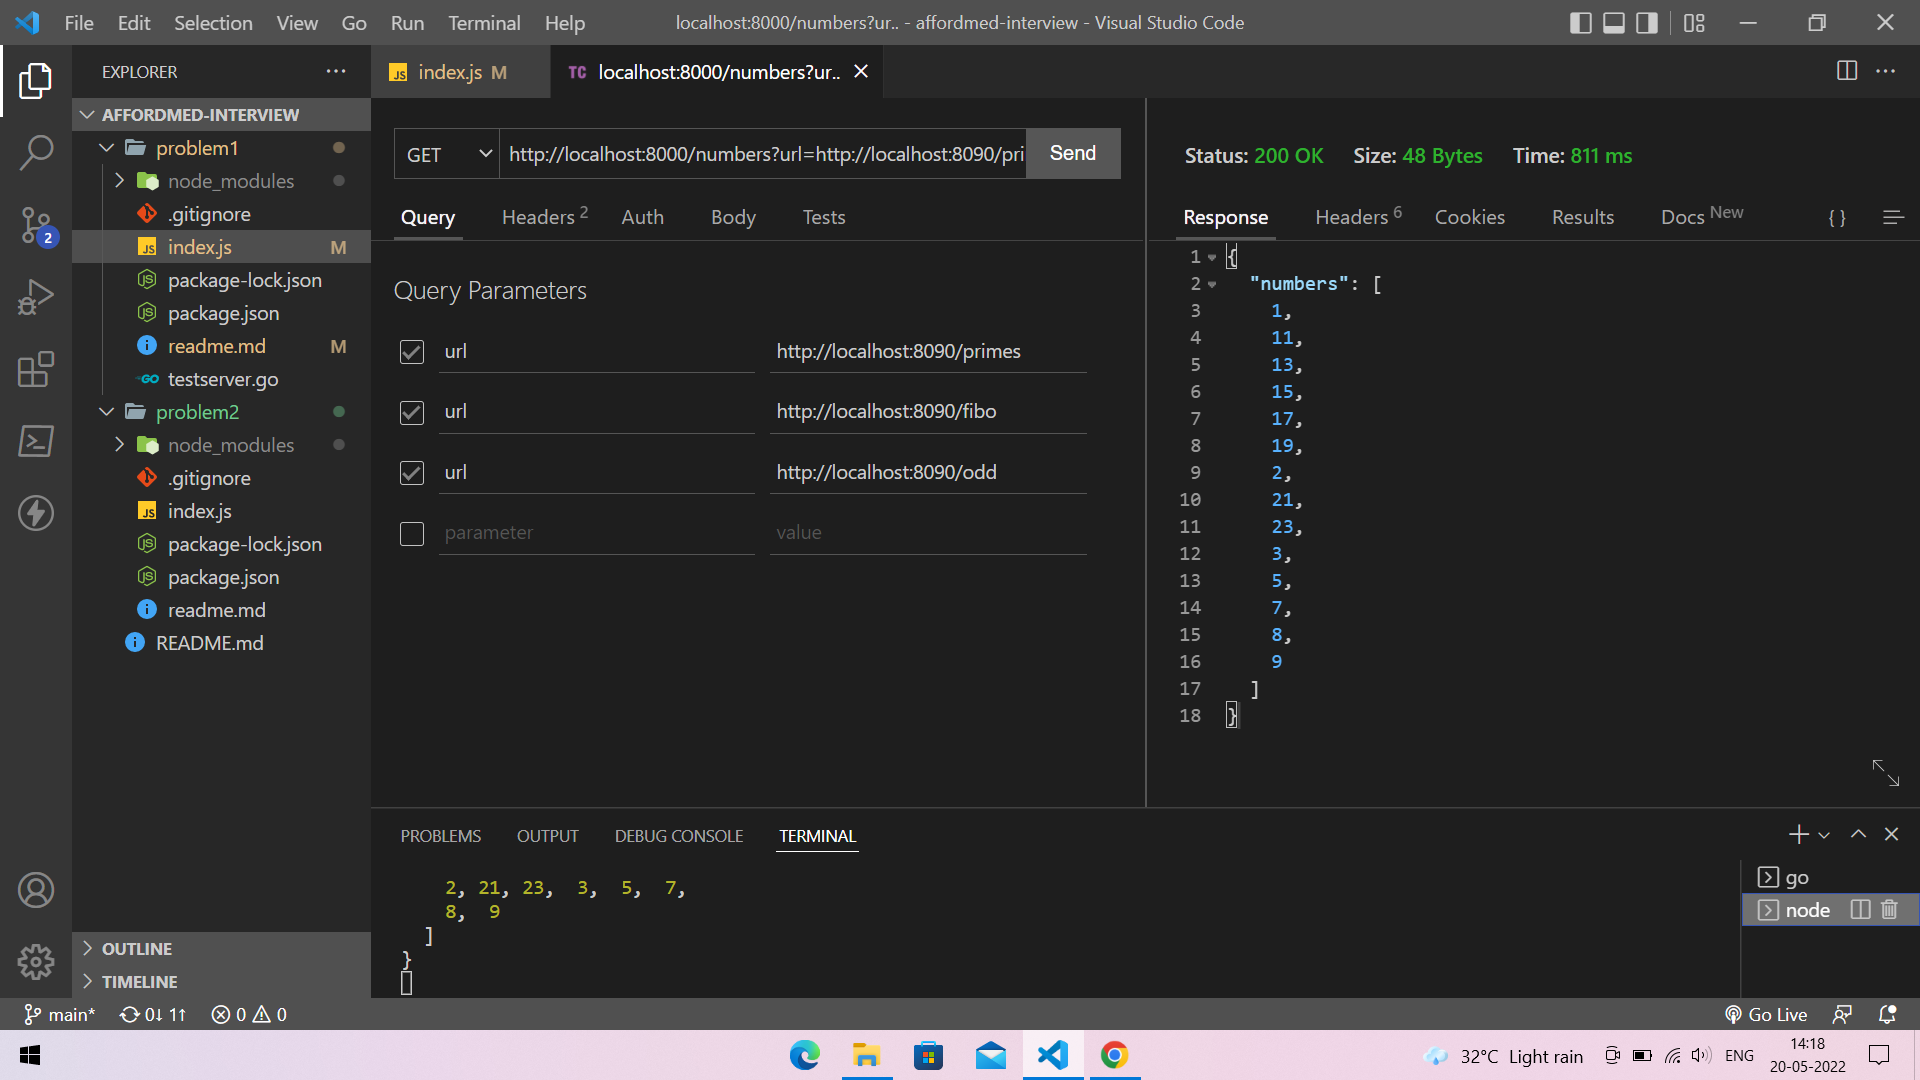 File Edit Selection View Go Run Terminal Help
localhost:8000/numbers?ur.. - affordmed-interview - Visual Studio Code
EXPLORER
AFFORDMED-INTERVIEW
problem1
node_modules
.gitignore
JS index.js M
package-lock.json
package.json
readme.md M
GO testserver.go
problem2
node_modules
.gitignore
JS index.js
package-lock.json
package.json
readme.md
README.md
OUTLINE
TIMELINE
2
JS index.js M
TC localhost:8000/numbers?ur..
GET http://localhost:8000/numbers?url=http://localhost:8090/pri Send
Query Headers 2 Auth Body Tests
Query Parameters
url http://localhost:8090/primes
url http://localhost:8090/fibo
url http://localhost:8090/odd
parameter value
Status: 200 OK Size: 48 Bytes Time: 811 ms
Response Headers 6 Cookies Results Docs New { }
1 {
2 "numbers": [
3 1,
4 11,
5 13,
6 15,
7 17,
8 19,
9 2,
10 21,
11 23,
12 3,
13 5,
14 7,
15 8,
16 9
17 ]
18 }
PROBLEMS OUTPUT DEBUG CONSOLE TERMINAL
2, 21, 23, 3, 5, 7,
8, 9
]
}
go
node
main* 0↓ 1↑ 0 0
Go Live
32°C Light rain
ENG
14:18
20-05-2022